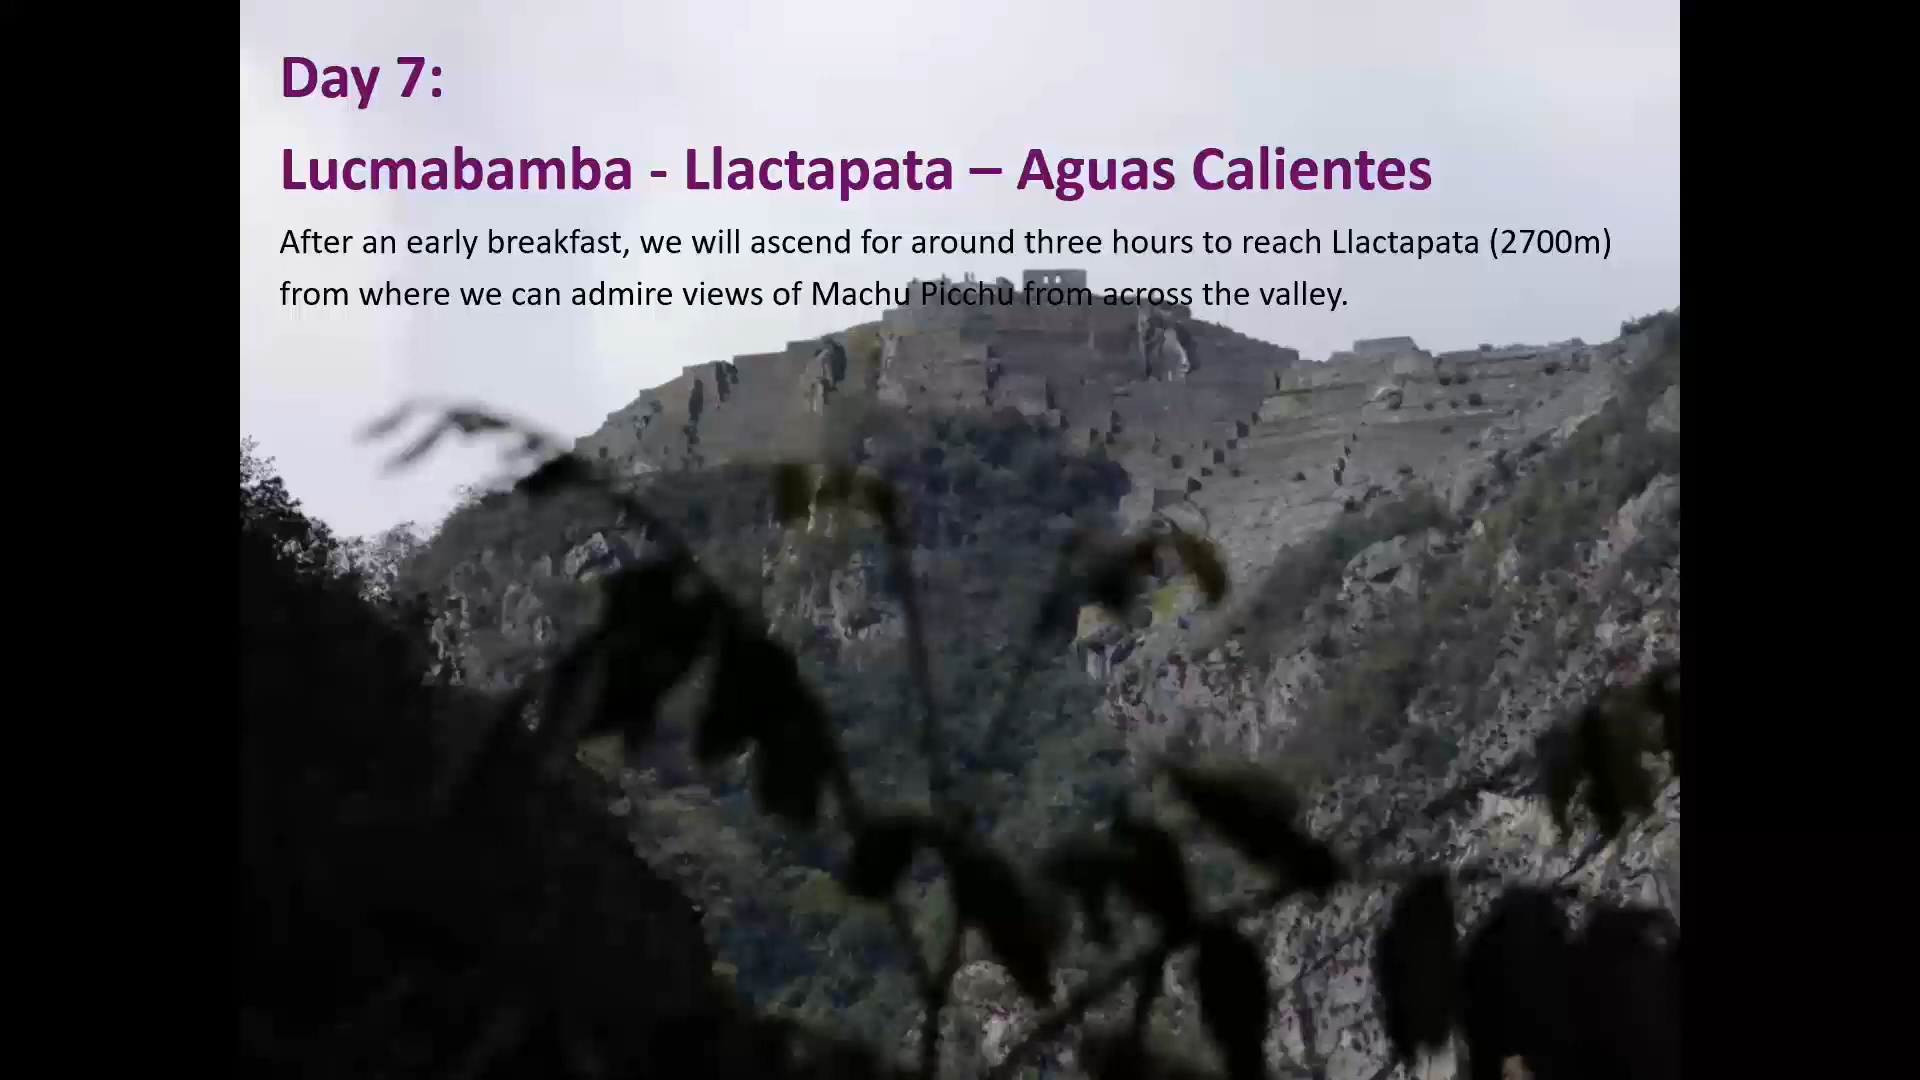 Day 7:
Lucmabamba - Llactapata – Aguas Calientes
After an early breakfast, we will ascend for around three hours to reach Llactapata (2700m)
from where we can admire views of Machu Picchu from across the valley.